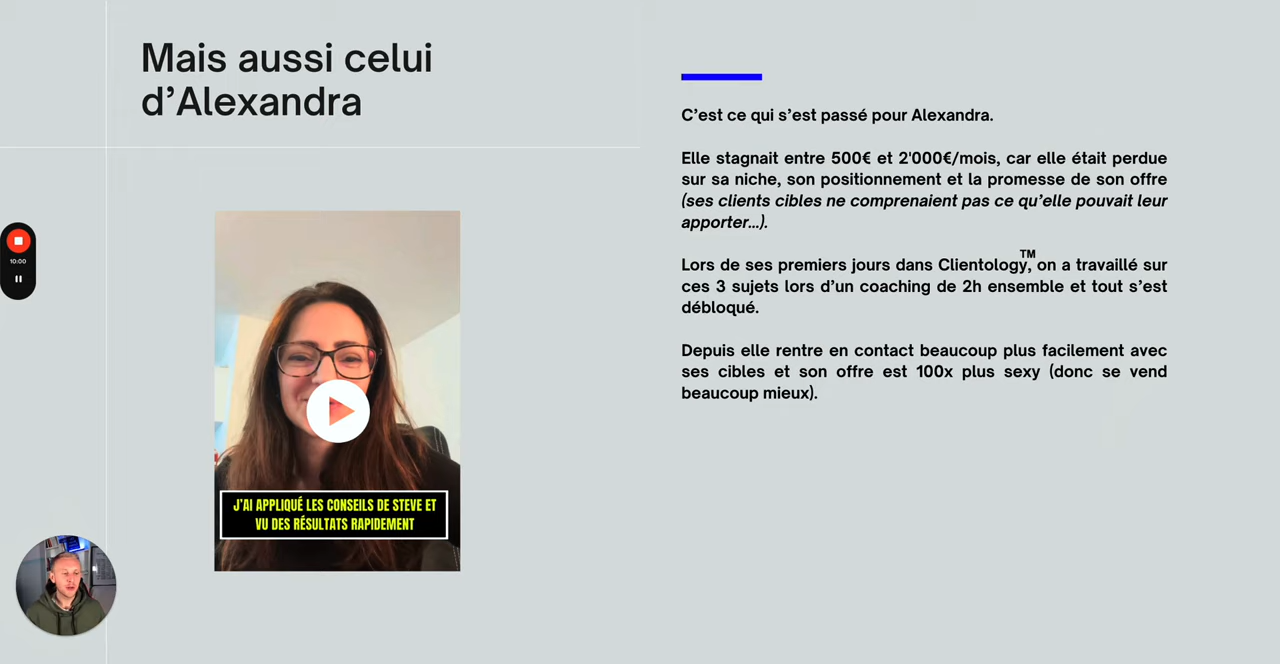 Mais aussi celui
d’Alexandra
C’est ce qui s’est passé pour Alexandra.
Elle stagnait entre 500€ et 2'000€/mois, car elle était perdue
sur sa niche, son positionnement et la promesse de son offre
(ses clients cibles ne comprenaient pas ce qu’elle pouvait leur
apporter...).
Lors de ses premiers jours dans Clientology™, on a travaillé sur
ces 3 sujets lors d’un coaching de 2h ensemble et tout s’est
débloqué.
Depuis elle rentre en contact beaucoup plus facilement avec
ses cibles et son offre est 100x plus sexy (donc se vend
beaucoup mieux).
10:00
J’AI APPLIQUÉ LES CONSEILS DE STEVE ET
VU DES RÉSULTATS RAPIDEMENT